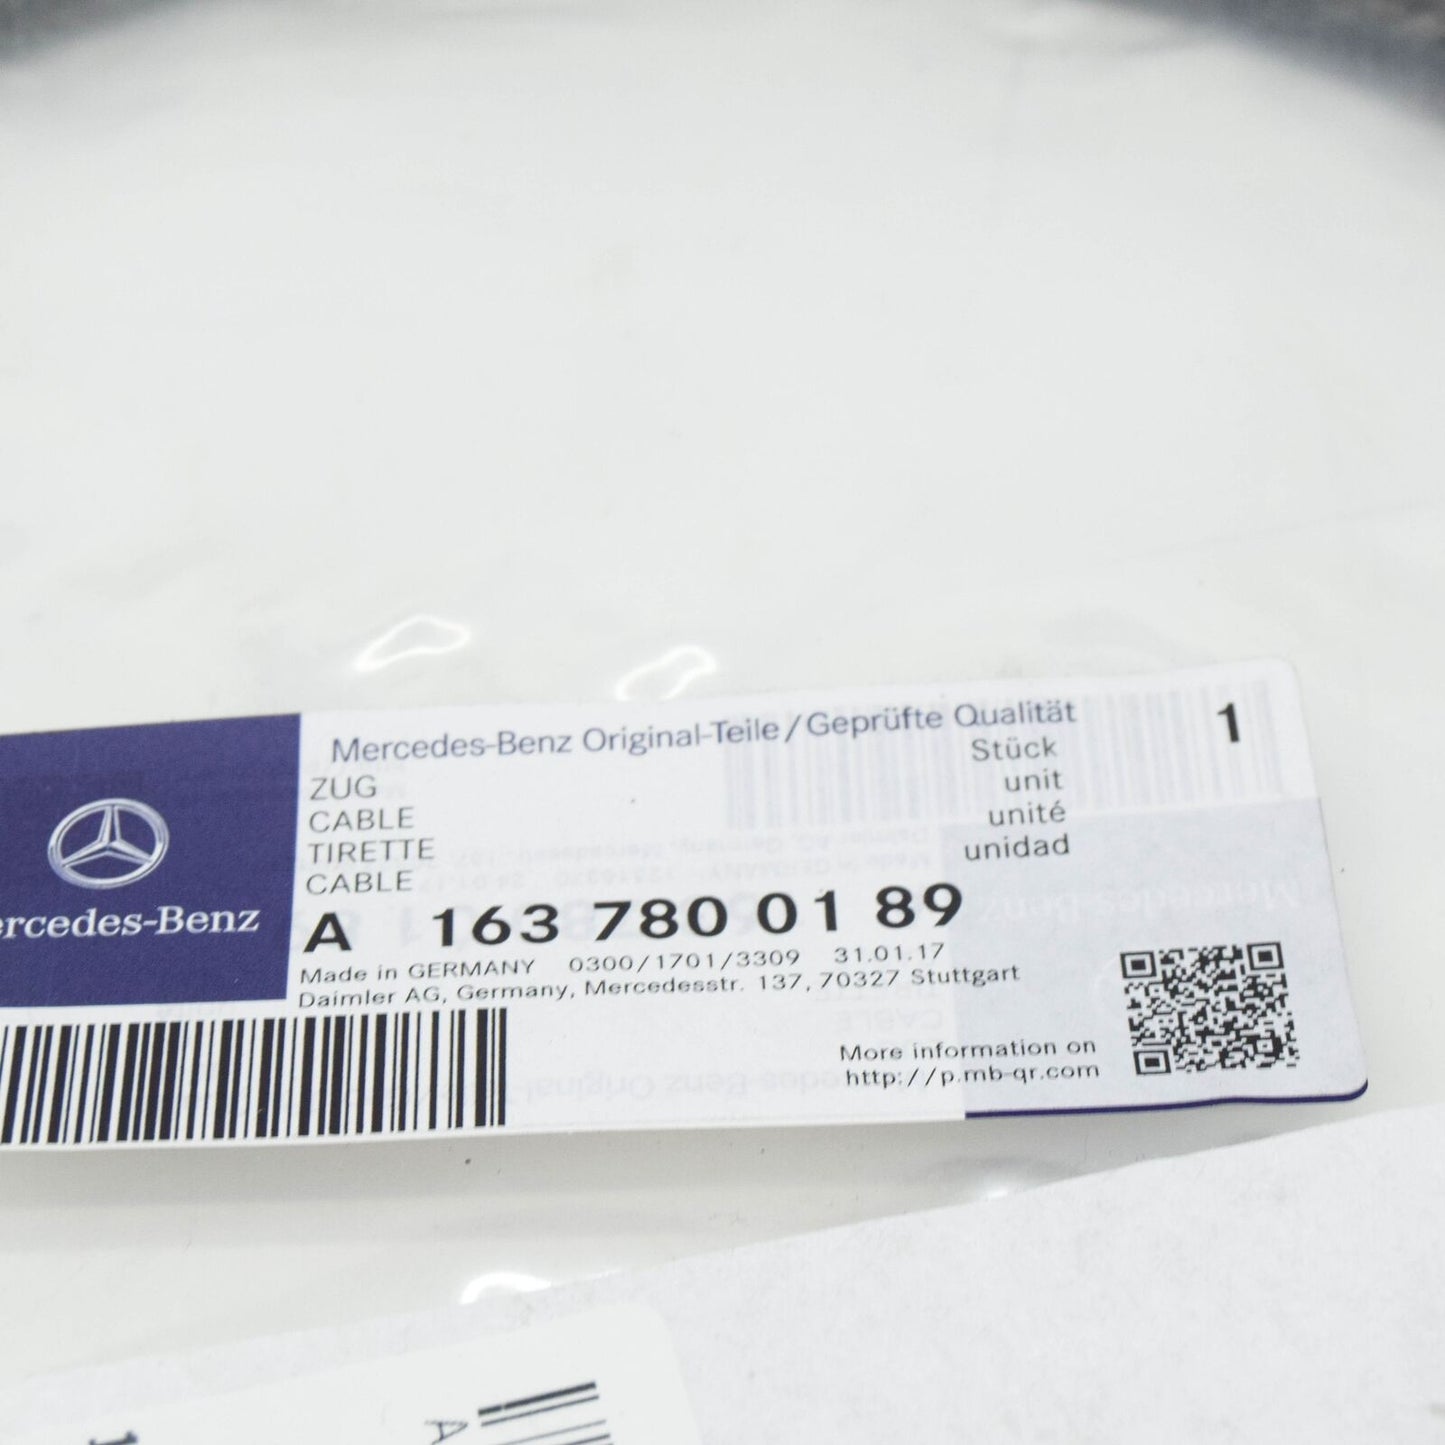 Mercedes-Benz Original-Teile / Geprüfte Qualität
1
ZUG
Stück
CABLE
unit
TIRETTE
unité
CABLE
unidad
ercedes-Benz
A 163 780 01 89
Made in GERMANY 0300/1701/3309 31.01.17
Daimler AG, Germany, Mercedesstr. 137, 70327 Stuttgart
More information on
http://p.mb-qr.com
A
1